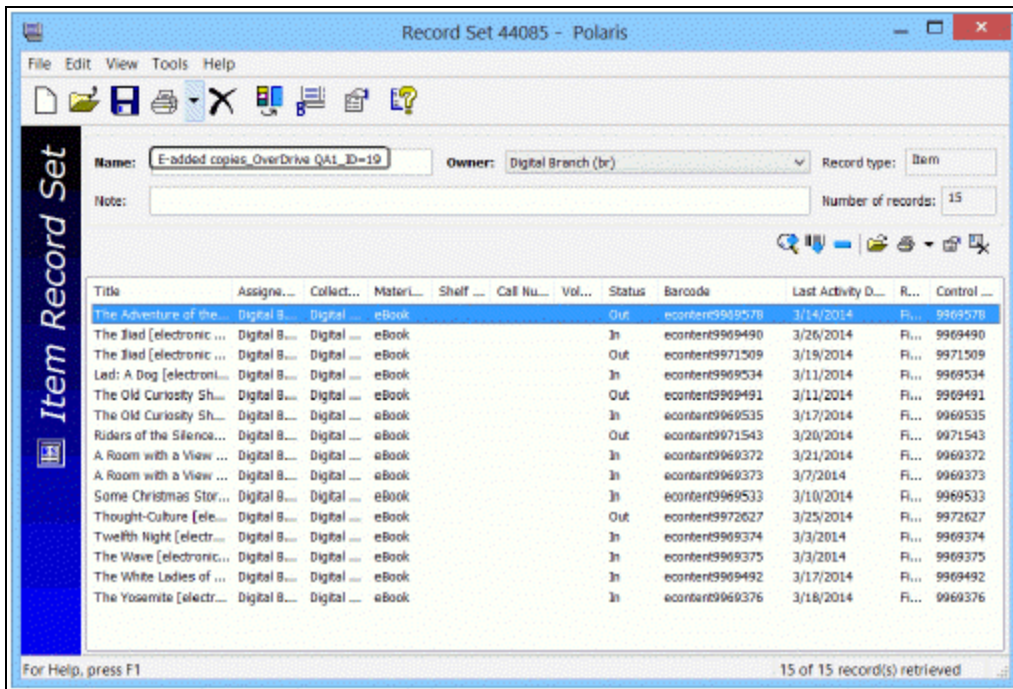 Record Set 44085 - Polaris
File Edit View Tools Help
Item Record Set
Name: E-added copies_OverDrive QA1_ID=19 Owner: Digital Branch (br) Record type: Item
Note: Number of records: 15
Title Assigne... Collect... Materi... Shelf ... Call Nu... Vol... Status Barcode Last Activity D... R... Control ...
The Adventure of the... Digital B... Digital ... eBook Out econtent9969578 3/14/2014 Fi... 9969578
The Iliad [electronic ... Digital B... Digital ... eBook In econtent9969490 3/26/2014 Fi... 9969490
The Iliad [electronic ... Digital B... Digital ... eBook Out econtent9971509 3/19/2014 Fi... 9971509
Lad: A Dog [electroni... Digital B... Digital ... eBook In econtent9969534 3/11/2014 Fi... 9969534
The Old Curiosity Sh... Digital B... Digital ... eBook Out econtent9969491 3/11/2014 Fi... 9969491
The Old Curiosity Sh... Digital B... Digital ... eBook In econtent9969535 3/17/2014 Fi... 9969535
Riders of the Silence... Digital B... Digital ... eBook Out econtent9971543 3/20/2014 Fi... 9971543
A Room with a View ... Digital B... Digital ... eBook In econtent9969372 3/21/2014 Fi... 9969372
A Room with a View ... Digital B... Digital ... eBook In econtent9969373 3/7/2014 Fi... 9969373
Some Christmas Stor... Digital B... Digital ... eBook In econtent9969533 3/10/2014 Fi... 9969533
Thought-Culture [ele... Digital B... Digital ... eBook Out econtent9972627 3/25/2014 Fi... 9972627
Twelfth Night [electr... Digital B... Digital ... eBook In econtent9969374 3/3/2014 Fi... 9969374
The Wave [electronic... Digital B... Digital ... eBook In econtent9969375 3/3/2014 Fi... 9969375
The White Ladies of ... Digital B... Digital ... eBook In econtent9969492 3/17/2014 Fi... 9969492
The Yosemite [electr... Digital B... Digital ... eBook In econtent9969376 3/18/2014 Fi... 9969376
For Help, press F1 15 of 15 record(s) retrieved